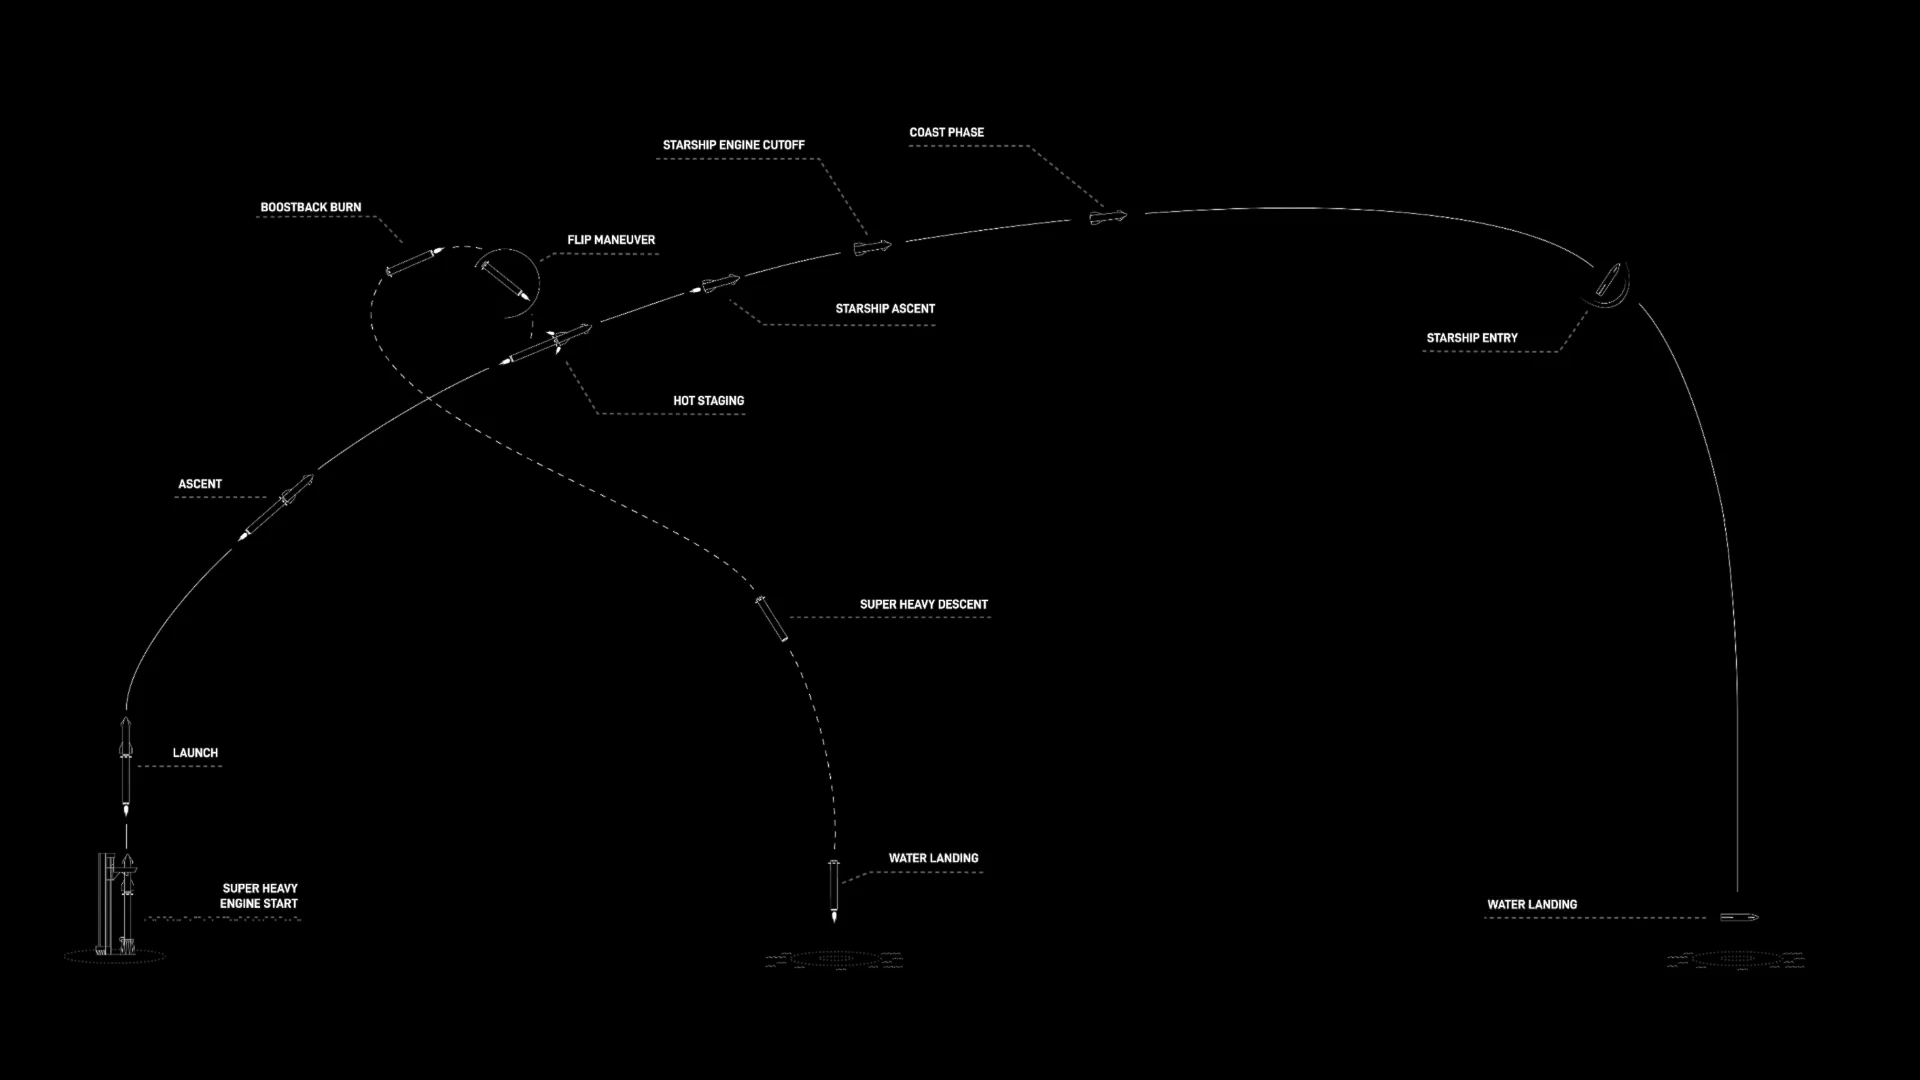 COAST PHASE
STARSHIP ENGINE CUTOFF
BOOSTBACK BURN
FLIP MANEUVER
STARSHIP ASCENT
STARSHIP ENTRY
HOT STAGING
ASCENT
SUPER HEAVY DESCENT
LAUNCH
WATER LANDING
SUPER HEAVY
ENGINE START
WATER LANDING